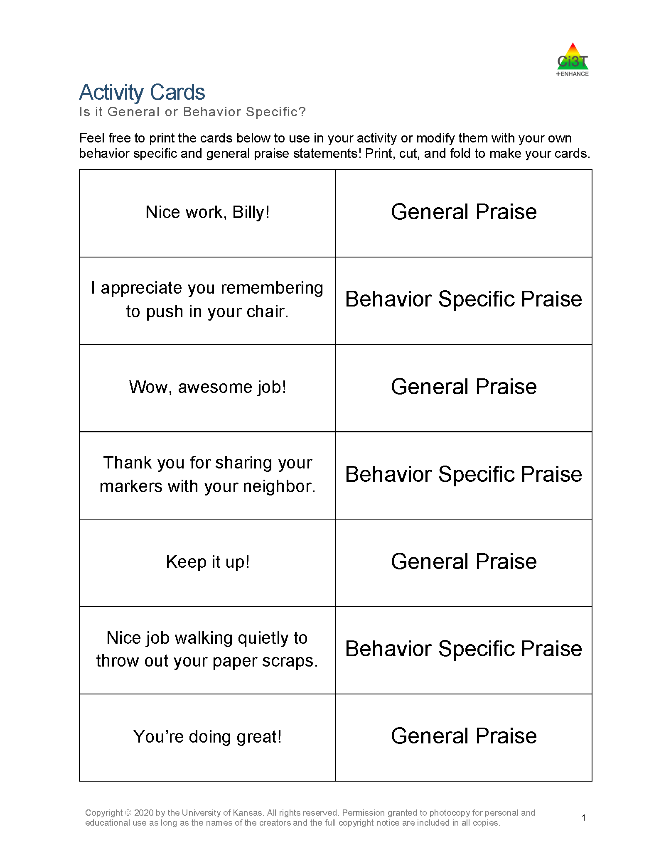 Ci3T
+ENHANCE
Activity Cards
Is it General or Behavior Specific?
Feel free to print the cards below to use in your activity or modify them with your own
behavior specific and general praise statements! Print, cut, and fold to make your cards.
Nice work, Billy!
General Praise
I appreciate you remembering
to push in your chair.
Behavior Specific Praise
Wow, awesome job!
General Praise
Thank you for sharing your
markers with your neighbor.
Behavior Specific Praise
Keep it up!
General Praise
Nice job walking quietly to
throw out your paper scraps.
Behavior Specific Praise
You’re doing great!
General Praise
Copyright © 2020 by the University of Kansas. All rights reserved. Permission granted to photocopy for personal and
educational use as long as the names of the creators and the full copyright notice are included in all copies.
1